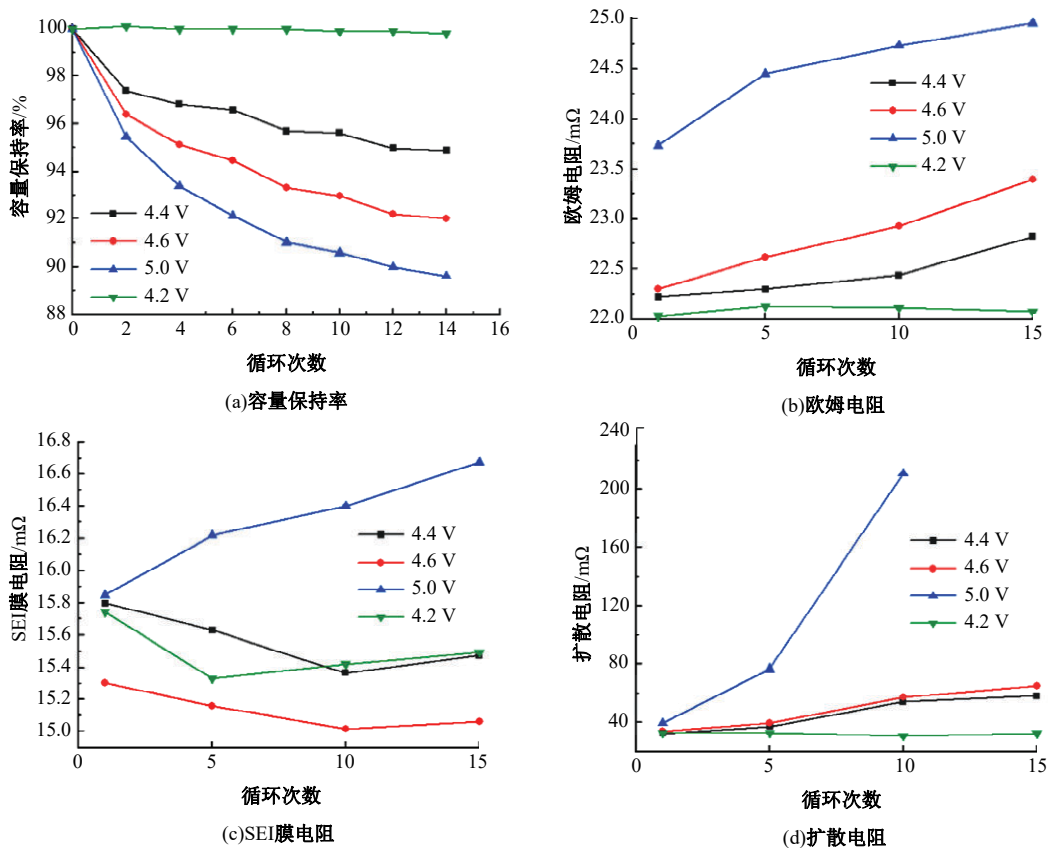 100
98
96
94
92
90
88
容量保持率/%
4.4 V
4.6 V
5.0 V
4.2 V
0 2 4 6 8 10 12 14 16
循环次数
(a)容量保持率
25.0
24.5
24.0
23.5
23.0
22.5
22.0
欧姆电阻/mΩ
4.4 V
4.6 V
5.0 V
4.2 V
0 5 10 15
循环次数
(b)欧姆电阻
16.8
16.6
16.4
16.2
16.0
15.8
15.6
15.4
15.2
15.0
SEI膜电阻/mΩ
4.4 V
4.6 V
5.0 V
4.2 V
0 5 10 15
循环次数
(c)SEI膜电阻
240
200
160
120
80
40
扩散电阻/mΩ
4.4 V
4.6 V
5.0 V
4.2 V
0 5 10 15
循环次数
(d)扩散电阻